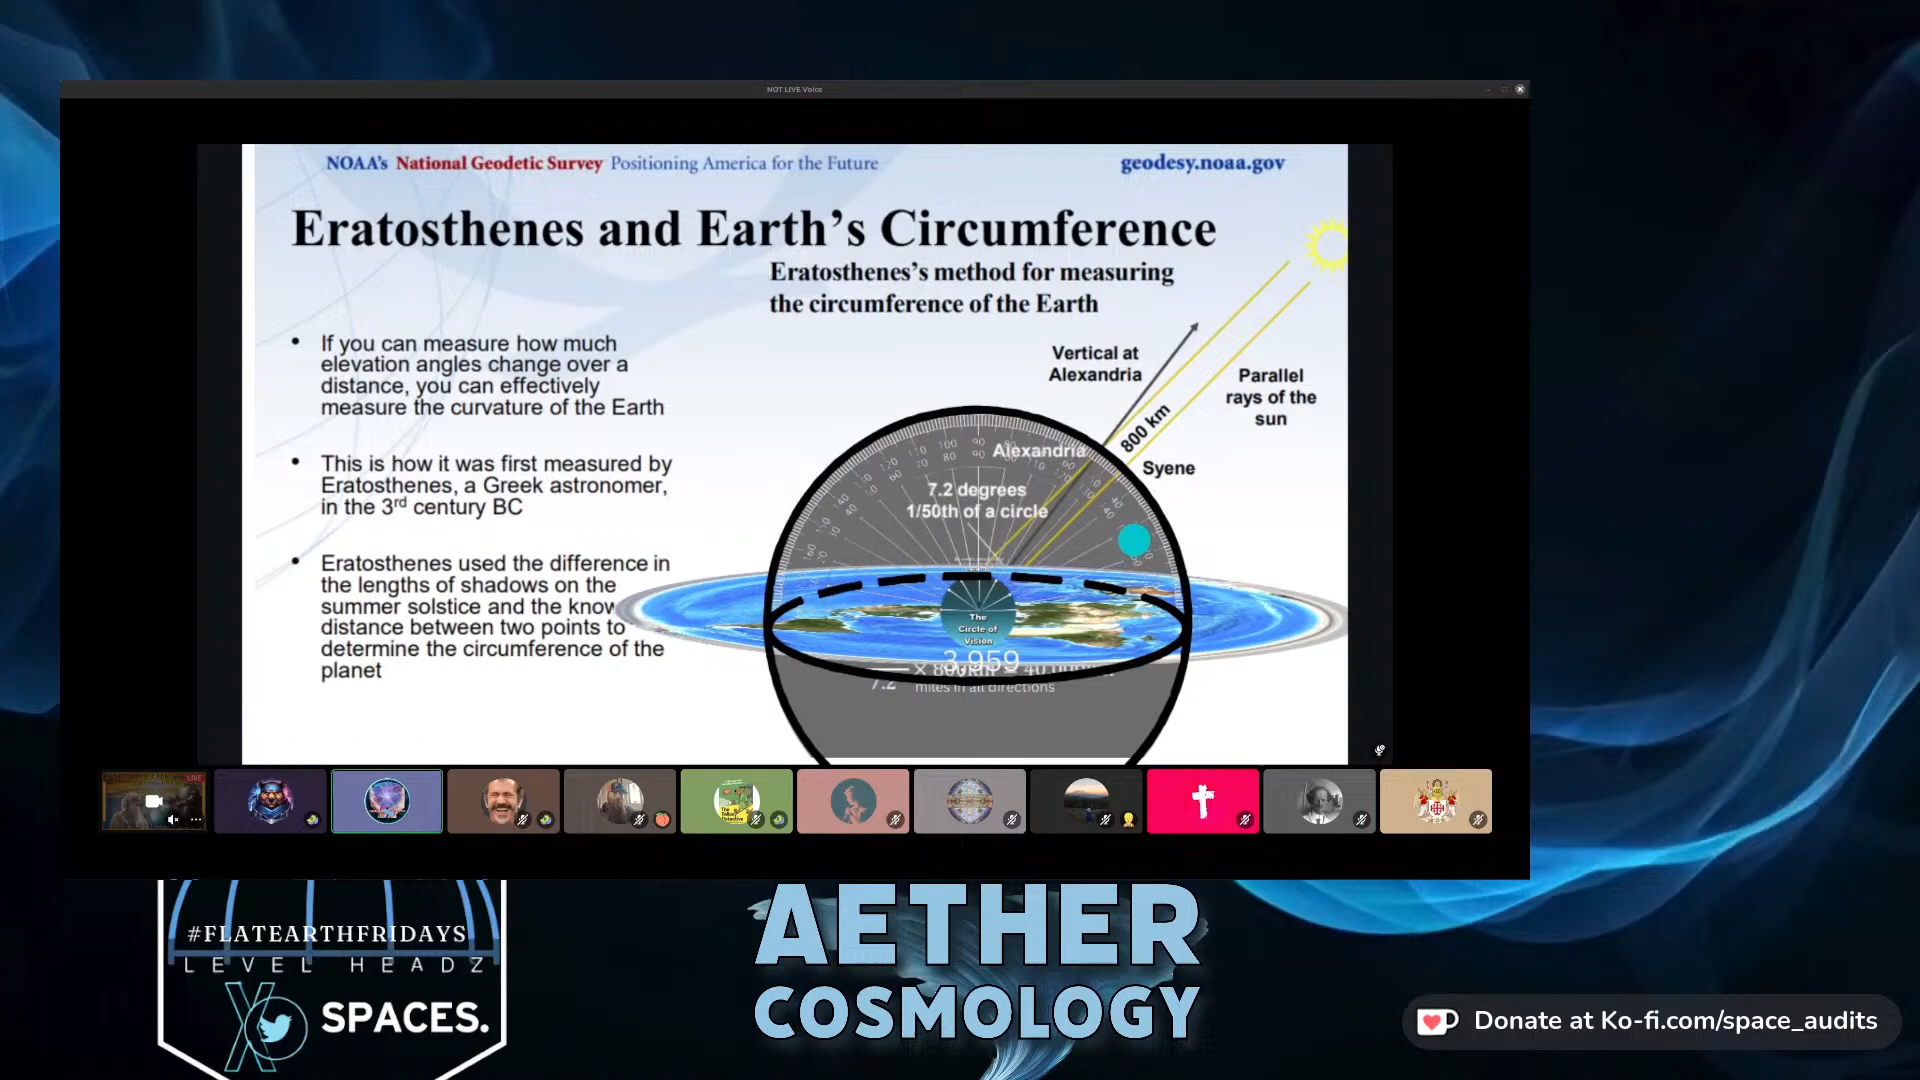 NOT LIVE Voice
NOAA's National Geodetic Survey Positioning America for the Future
geodesy.noaa.gov
Eratosthenes and Earth's Circumference
Eratosthenes's method for measuring
the circumference of the Earth
• If you can measure how much
elevation angles change over a
distance, you can effectively
measure the curvature of the Earth
• This is how it was first measured by
Eratosthenes, a Greek astronomer,
in the 3rd century BC
• Eratosthenes used the difference in
the lengths of shadows on the
summer solstice and the know
distance between two points to
determine the circumference of the
planet
Vertical at
Alexandria
Parallel
rays of the
sun
800 km
Syene
Alexandria
7.2 degrees
1/50th of a circle
The
Circle of
Vision
3,959
7.2
miles in all directions
LIVE
#FLATEARTHFRIDAYS
LEVEL HEADZ
X SPACES.
AETHER
COSMOLOGY
Donate at Ko-fi.com/space_audits